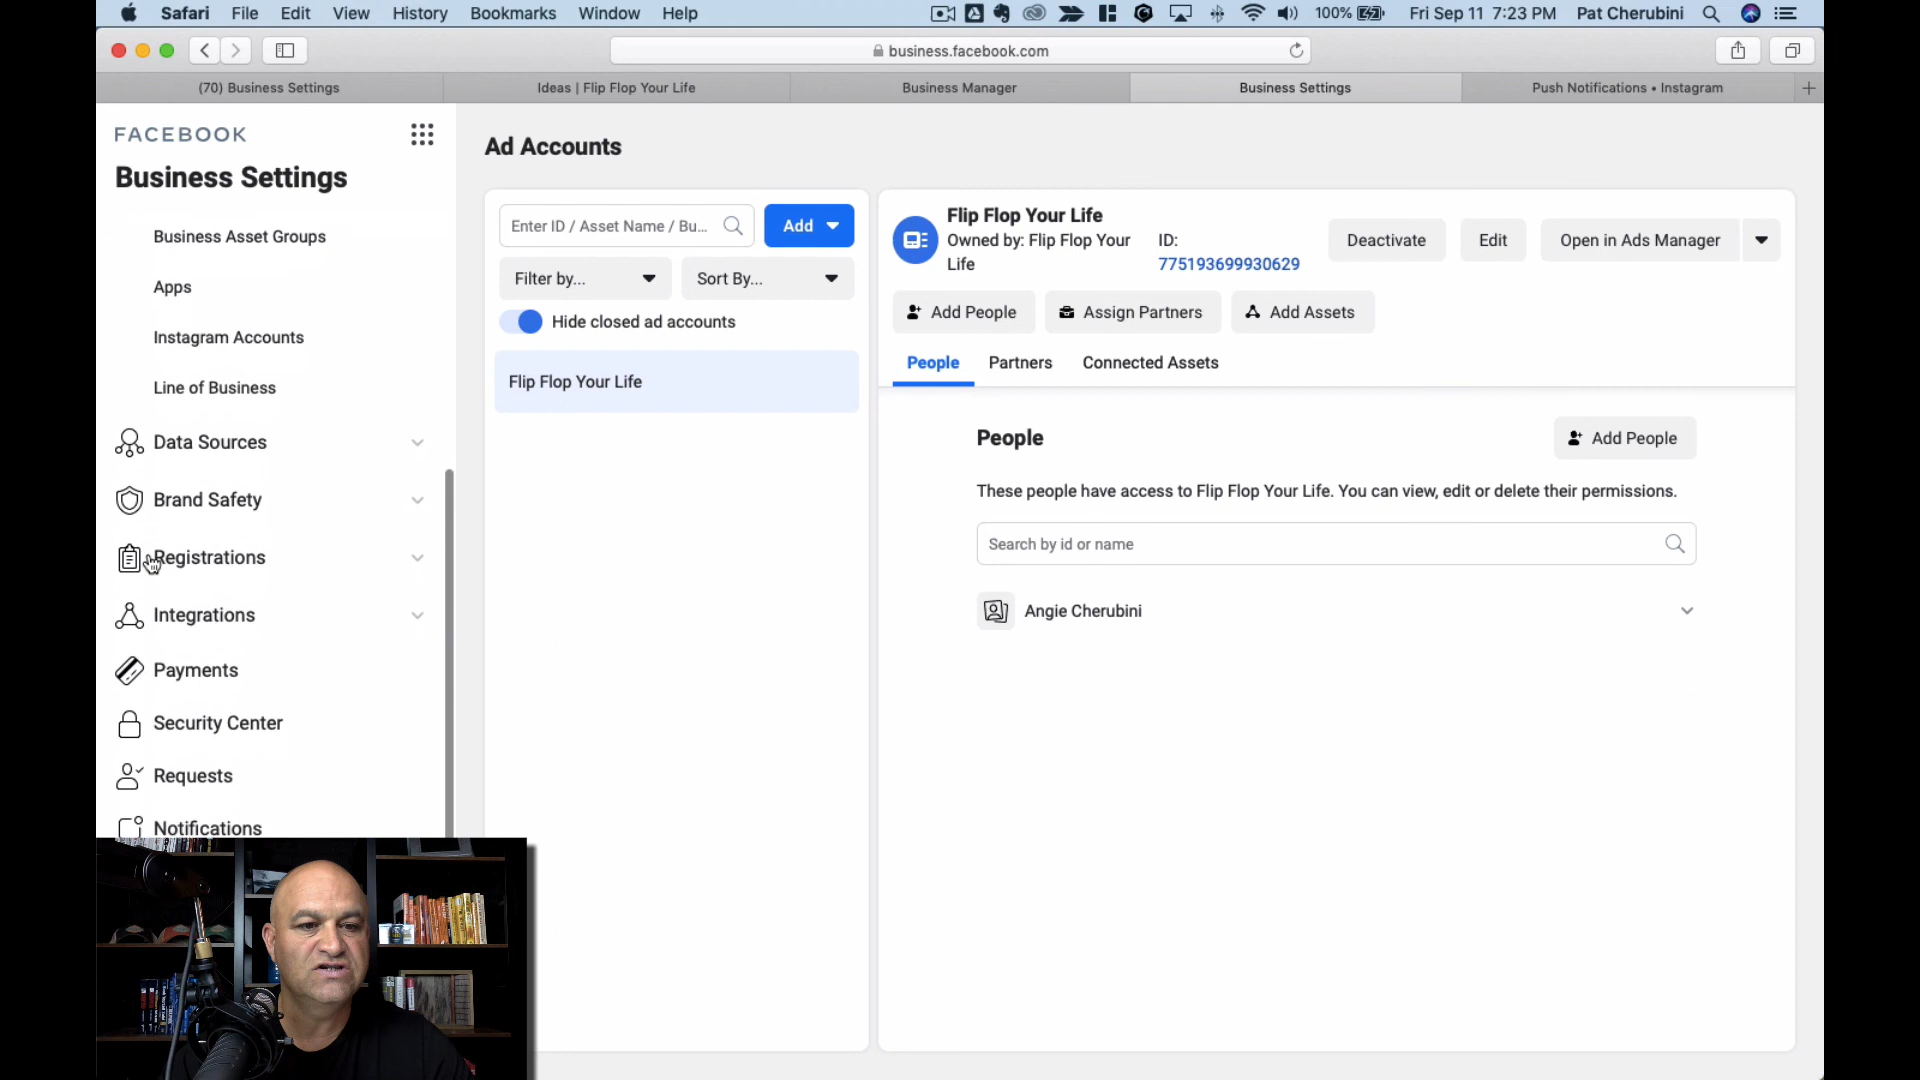 Safari File Edit View History Bookmarks Window Help 100% Fri Sep 11 7:23 PM Pat Cherubini
business.facebook.com
(70) Business Settings Ideas | Flip Flop Your Life Business Manager Business Settings Push Notifications • Instagram
FACEBOOK
Business Settings
Business Asset Groups
Apps
Instagram Accounts
Line of Business
Data Sources
Brand Safety
Registrations
Integrations
Payments
Security Center
Requests
Notifications
Ad Accounts
Enter ID / Asset Name / Bu...
Add
Filter by...
Sort By...
Hide closed ad accounts
Flip Flop Your Life
Flip Flop Your Life
Owned by: Flip Flop Your
Life
ID:
775193699930629
Deactivate
Edit
Open in Ads Manager
Add People
Assign Partners
Add Assets
People
Partners
Connected Assets
People
Add People
These people have access to Flip Flop Your Life. You can view, edit or delete their permissions.
Search by id or name
Angie Cherubini